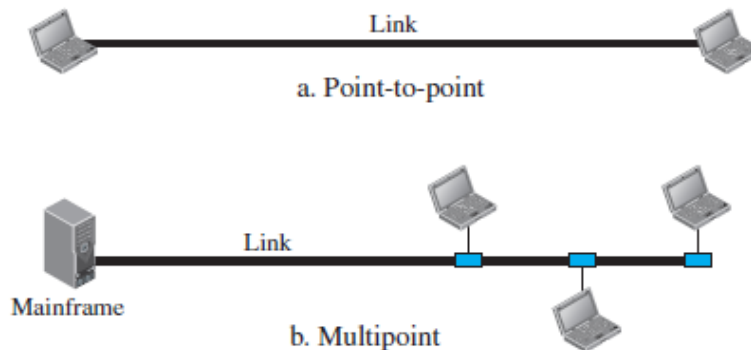 Link
a. Point-to-point
Link
Mainframe
b. Multipoint